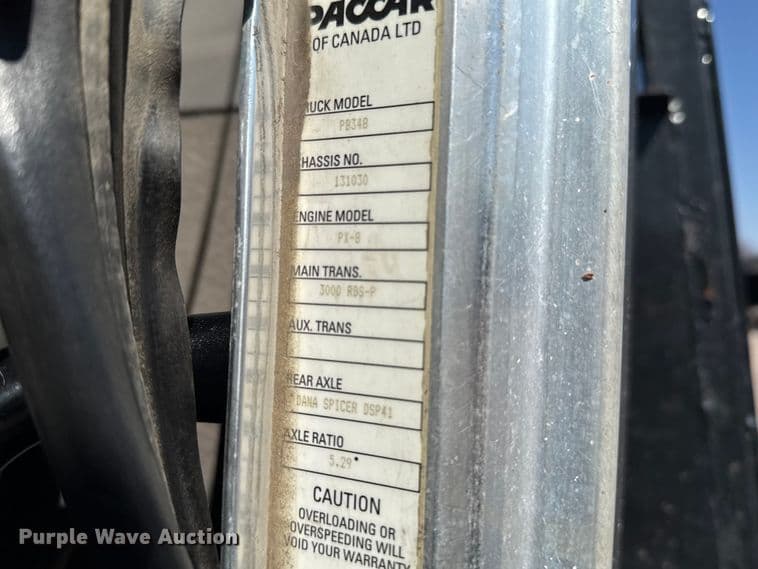 PACCAR
OF CANADA LTD
RUCK MODEL
PB348
HASSIS NO.
131030
ENGINE MODEL
PX-8
MAIN TRANS.
3000 RBS-P
AUX. TRANS
REAR AXLE
DANA SPICER DSP41
AXLE RATIO
5.29
CAUTION
OVERLOADING OR
OVERSPEEDING WILL
VOID YOUR WARRANTY
Purple Wave Auction®